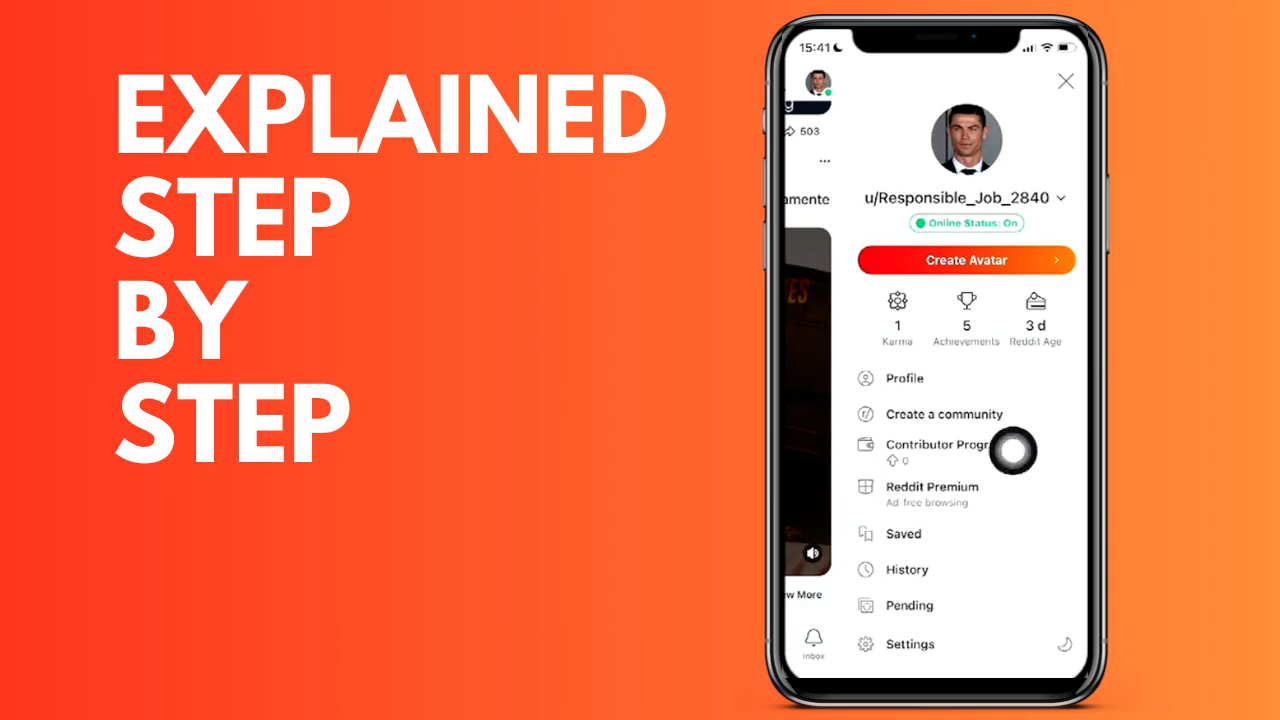 EXPLAINED
STEP
BY
STEP
15:41
g
503
...
amente
ES
ew More
Inbox
u/Responsible_Job_2840
Online Status: On
Create Avatar
1
Karma
5
Achievements
3 d
Reddit Age
Profile
r/
Create a community
Contributor Progr
0
Reddit Premium
Ad-free browsing
Saved
History
Pending
Settings